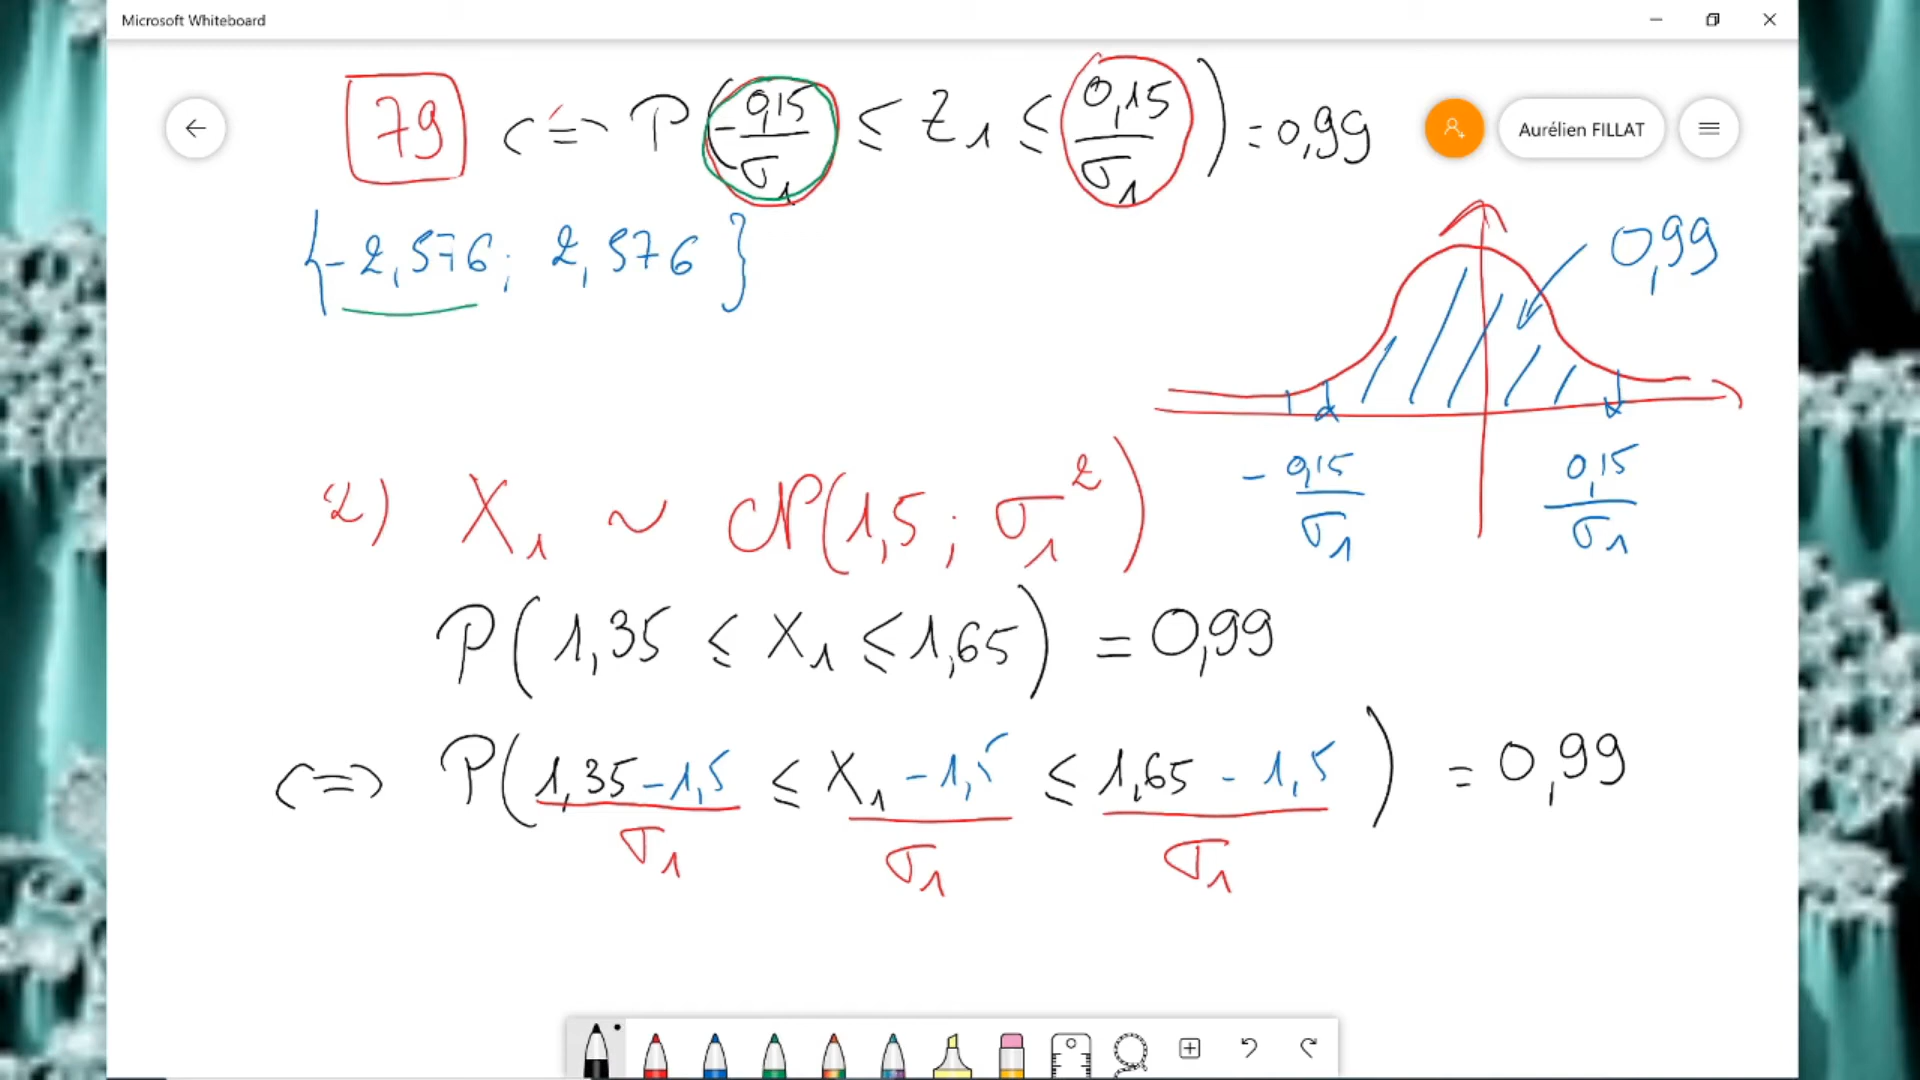 Microsoft Whiteboard
79 <=> P(-0,15/σ1 ≤ Z1 ≤ 0,15/σ1) = 0,99
Aurélien FILLAT
{-2,576; 2,576}
0,99
-0,15/σ1 0,15/σ1
2) X1 ~ N(1,5; σ1²)
P(1,35 ≤ X1 ≤ 1,65) = 0,99
<=> P((1,35-1,5)/σ1 ≤ (X1-1,5)/σ1 ≤ (1,65-1,5)/σ1) = 0,99